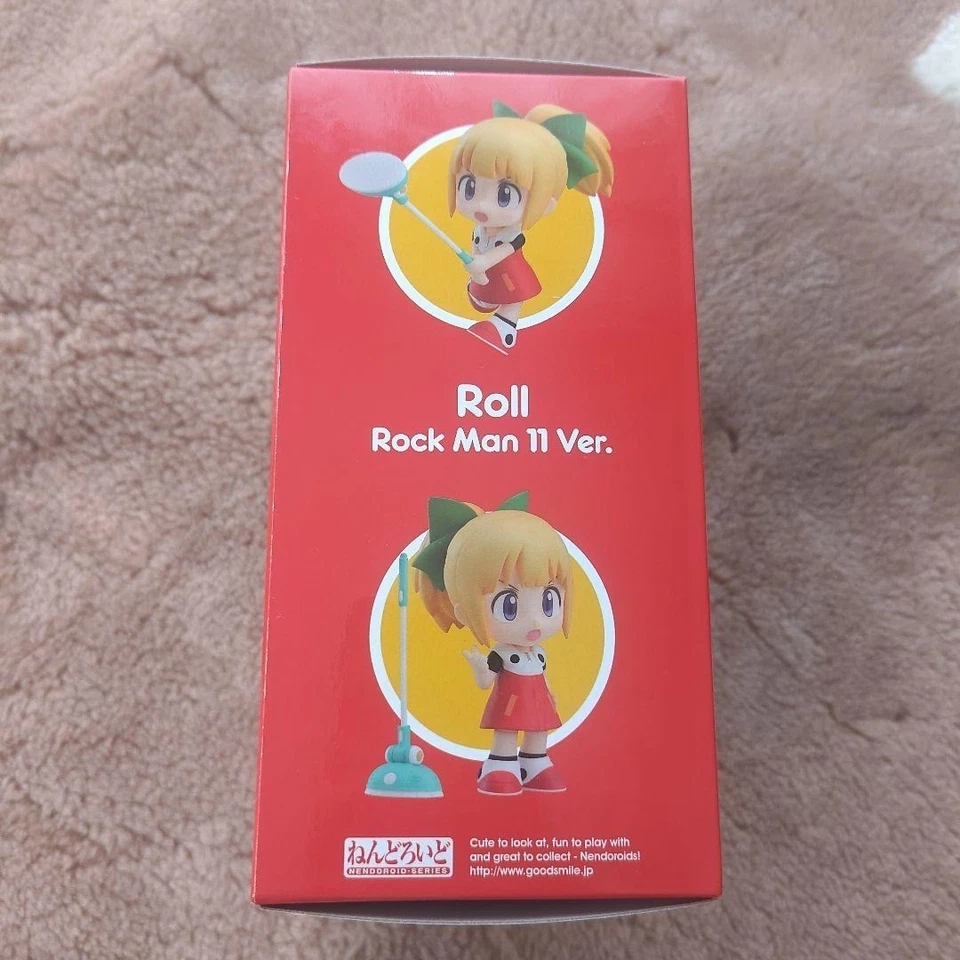 Roll
Rock Man 11 Ver.
ねんどろいど
NENDOROID-SERIES
Cute to look at, fun to play with
and great to collect - Nendoroids!
http://www.goodsmile.jp